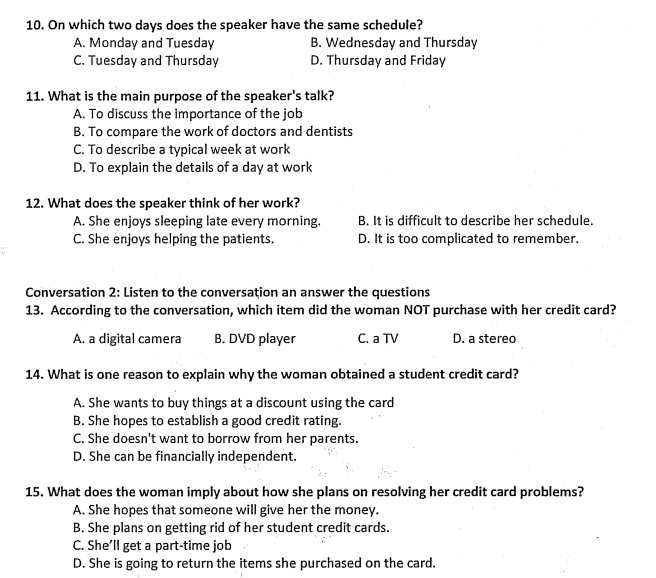 10. On which two days does the speaker have the same schedule?
A. Monday and Tuesday B. Wednesday and Thursday
C. Tuesday and Thursday D. Thursday and Friday
11. What is the main purpose of the speaker's talk?
A. To discuss the importance of the job
B. To compare the work of doctors and dentists
C. To describe a typical week at work
D. To explain the details of a day at work
12. What does the speaker think of her work?
A. She enjoys sleeping late every morning. B. It is difficult to describe her schedule.
C. She enjoys helping the patients. D. It is too complicated to remember.
Conversation 2: Listen to the conversation an answer the questions
13. According to the conversation, which item did the woman NOT purchase with her credit card?
A. a digital camera B. DVD player C. a TV D. a stereo
14. What is one reason to explain why the woman obtained a student credit card?
A. She wants to buy things at a discount using the card
B. She hopes to establish a good credit rating.
C. She doesn't want to borrow from her parents.
D. She can be financially independent.
15. What does the woman imply about how she plans on resolving her credit card problems?
A. She hopes that someone will give her the money.
B. She plans on getting rid of her student credit cards.
C. She'll get a part-time job
D. She is going to return the items she purchased on the card.